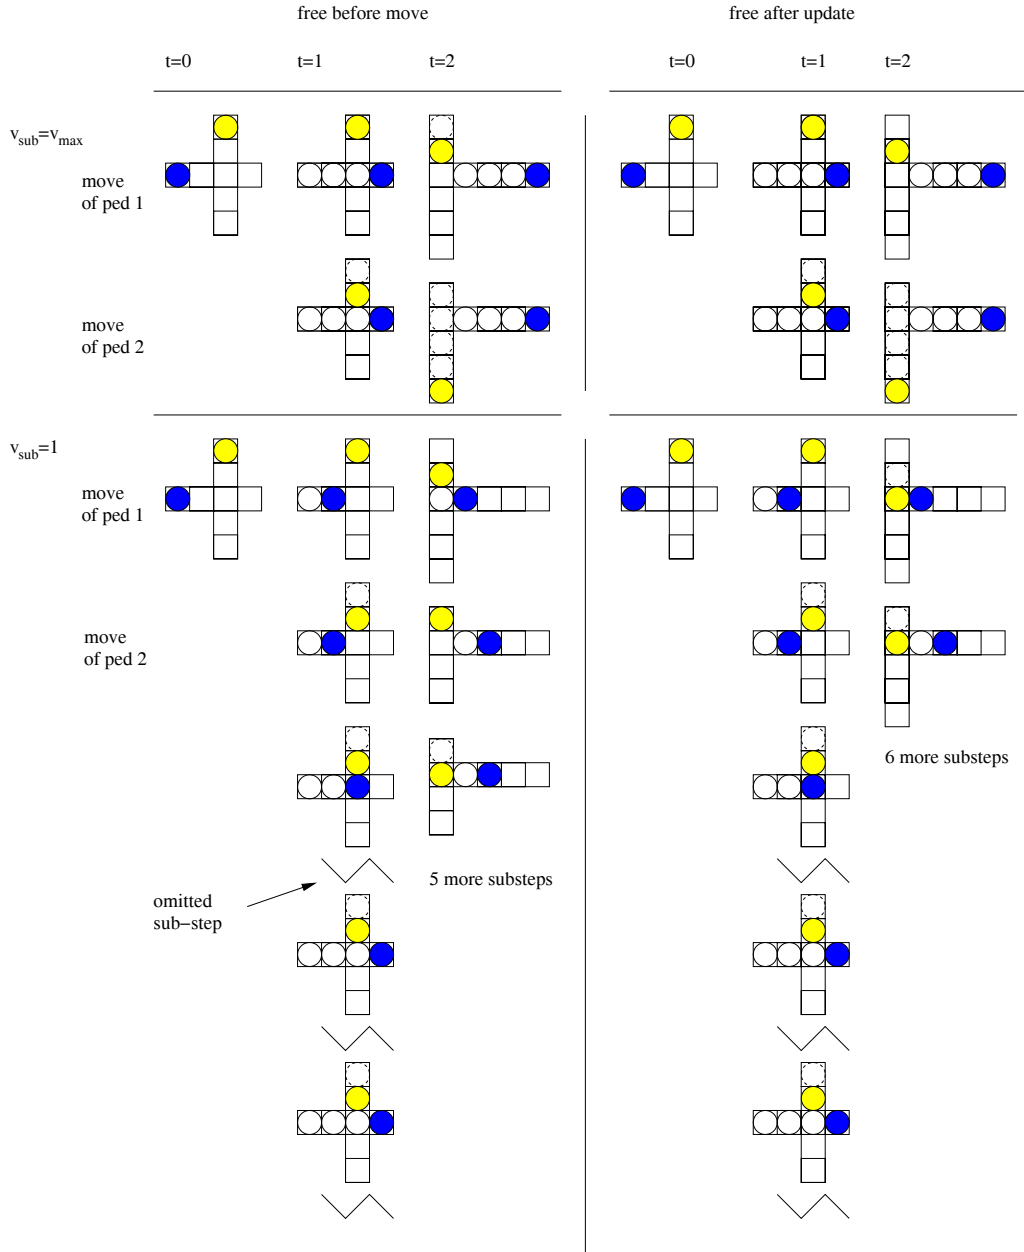 free before move free after update
t=0 t=1 t=2 t=0 t=1 t=2
v_sub=v_max
move
of ped 1
move
of ped 2
v_sub=1
move
of ped 1
move
of ped 2
6 more substeps
5 more substeps
omitted
sub−step